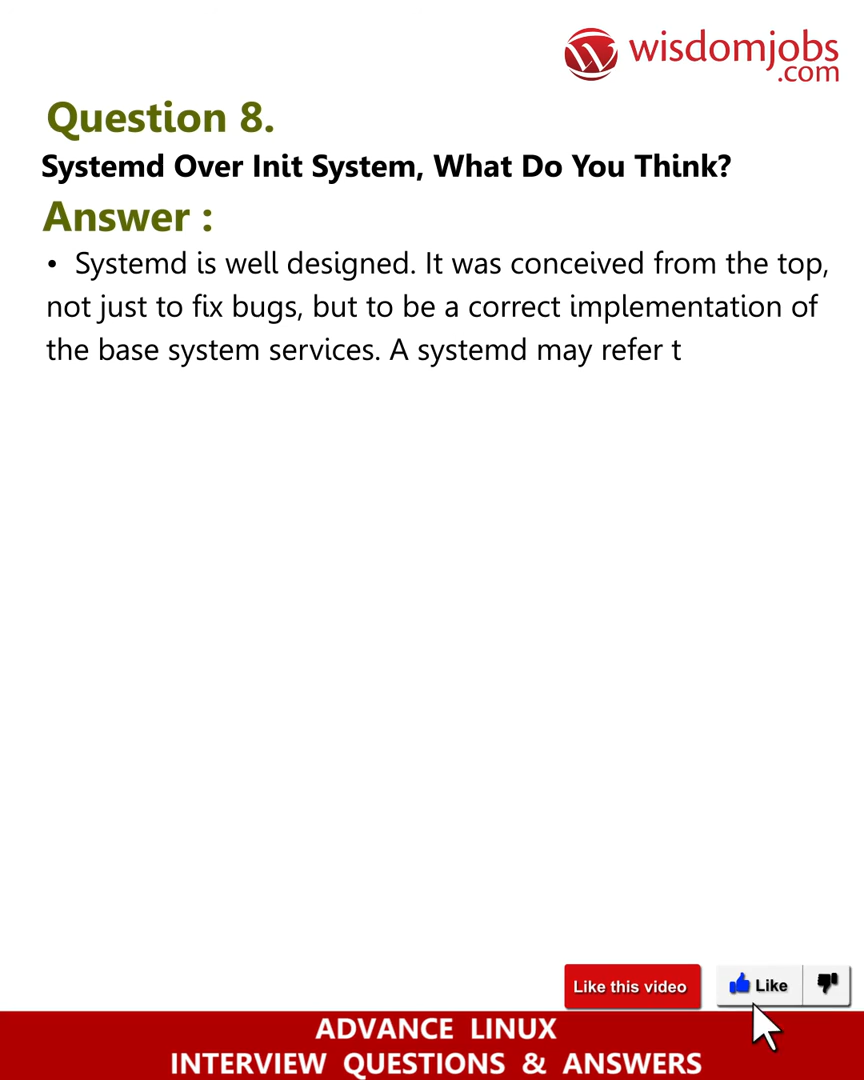 wisdomjobs
.com
Question 8.
Systemd Over Init System, What Do You Think?
Answer :
• Systemd is well designed. It was conceived from the top,
not just to fix bugs, but to be a correct implementation of
the base system services. A systemd may refer t
Like this video
Like
ADVANCE LINUX
INTERVIEW QUESTIONS & ANSWERS